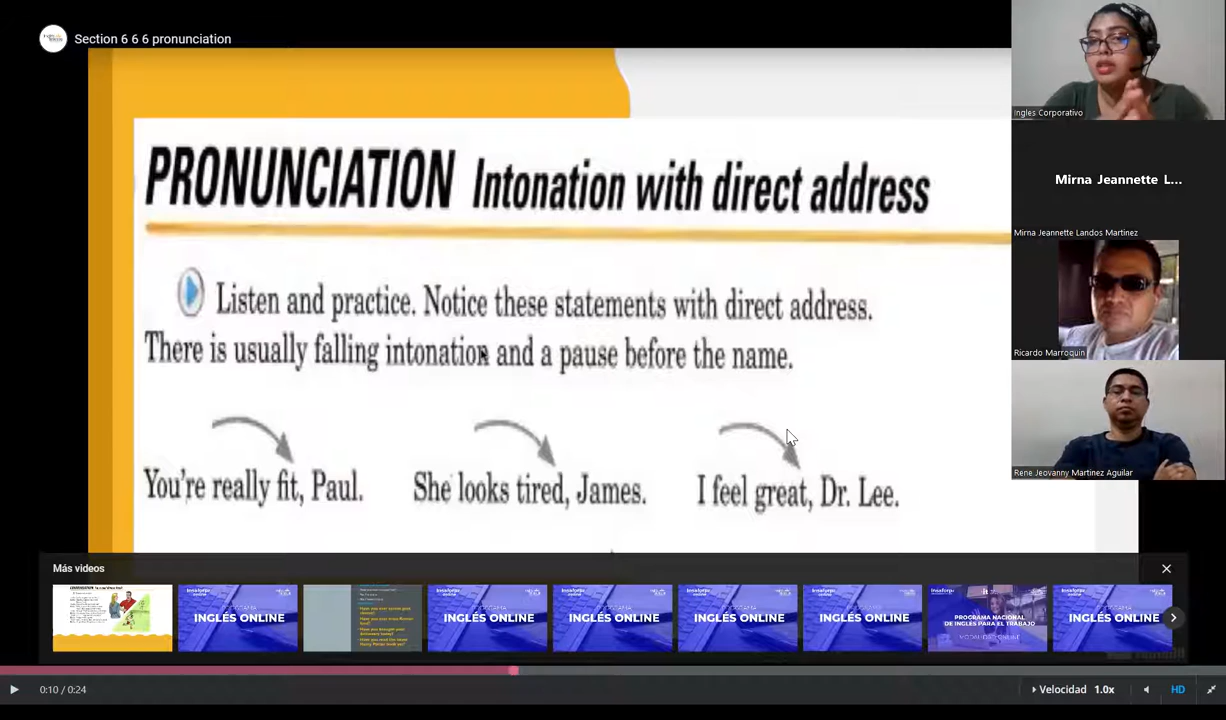 Section 6 6 6 pronunciation
PRONUNCIATION Intonation with direct address
Listen and practice. Notice these statements with direct address.
There is usually falling intonation and a pause before the name.
You're really fit, Paul.
She looks tired, James.
I feel great, Dr. Lee.
Ingles Corporativo
Mirna Jeannette L...
Mirna Jeannette Landos Martinez
Ricardo Marroquin
Rene Jeovanny Martinez Aguilar
Más videos
INGLÉS ONLINE
INGLÉS ONLINE
INGLÉS ONLINE
INGLÉS ONLINE
INGLÉS ONLINE
PROGRAMA NACIONAL
DE INGLÉS PARA EL TRABAJO
MODALIDAD ONLINE
INGLÉS ONLINE
0:10 / 0:24
Velocidad 1.0x
HD